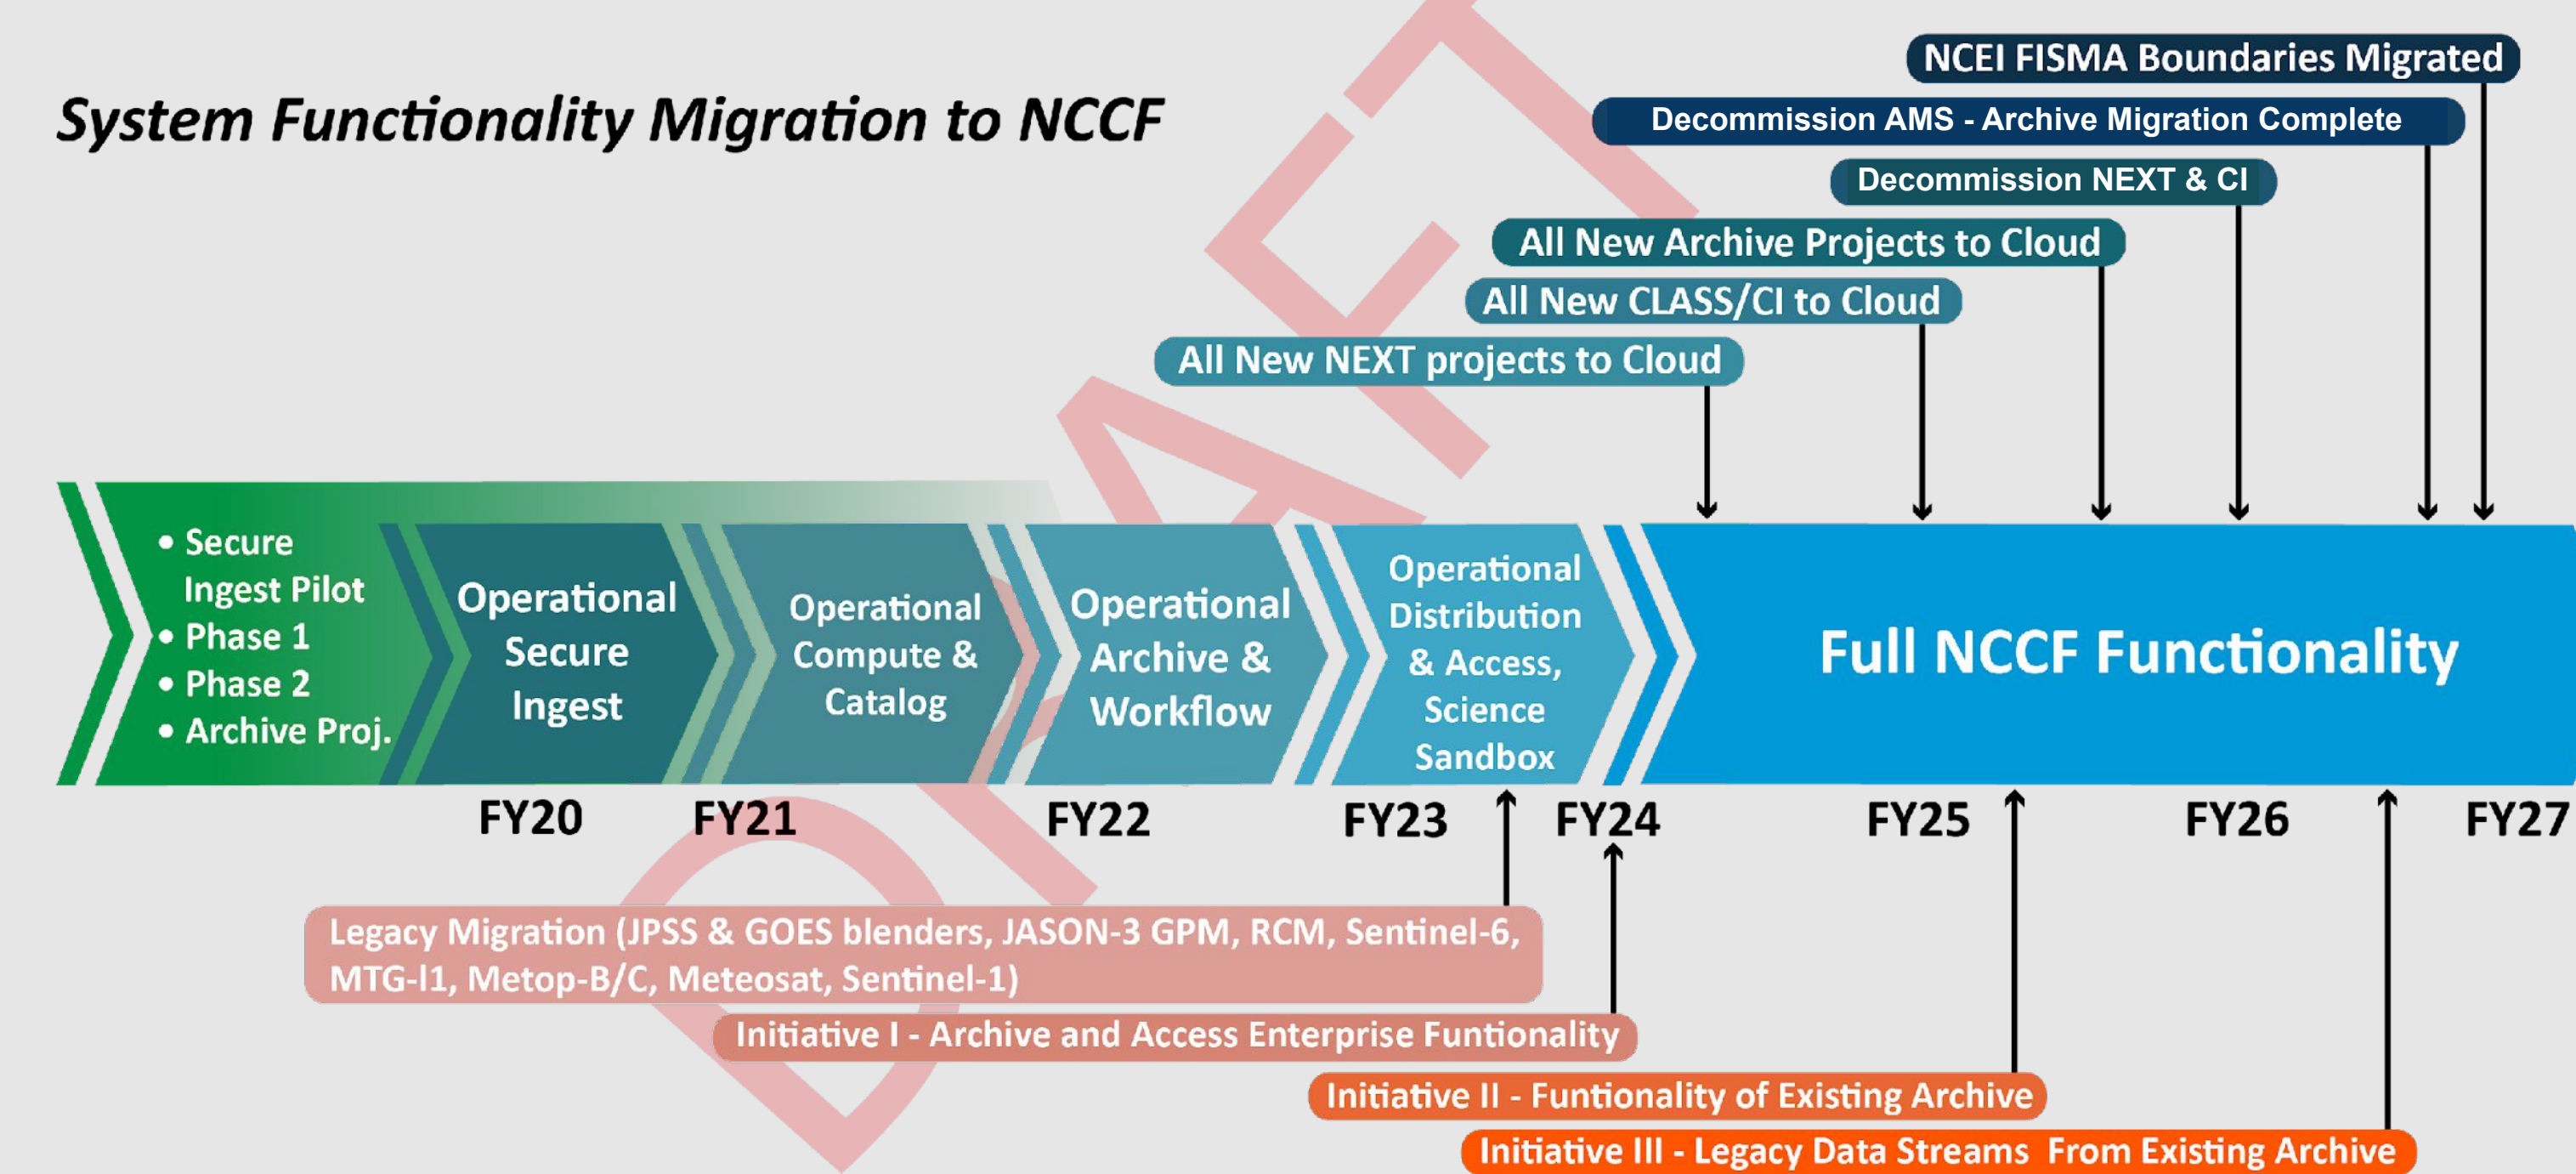 System Functionality Migration to NCCF
NCEI FISMA Boundaries Migrated
Decommission AMS - Archive Migration Complete
Decommission NEXT & CI
All New Archive Projects to Cloud
All New CLASS/CI to Cloud
All New NEXT projects to Cloud
• Secure
Ingest Pilot
• Phase 1
• Phase 2
• Archive Proj.
Operational
Secure
Ingest
Operational
Compute &
Catalog
Operational
Archive &
Workflow
Operational
Distribution
& Access,
Science
Sandbox
Full NCCF Functionality
FY20
FY21
FY22
FY23
FY24
FY25
FY26
FY27
Legacy Migration (JPSS & GOES blenders, JASON-3 GPM, RCM, Sentinel-6,
MTG-l1, Metop-B/C, Meteosat, Sentinel-1)
Initiative I - Archive and Access Enterprise Funtionality
Initiative II - Funtionality of Existing Archive
Initiative III - Legacy Data Streams From Existing Archive
DRAFT